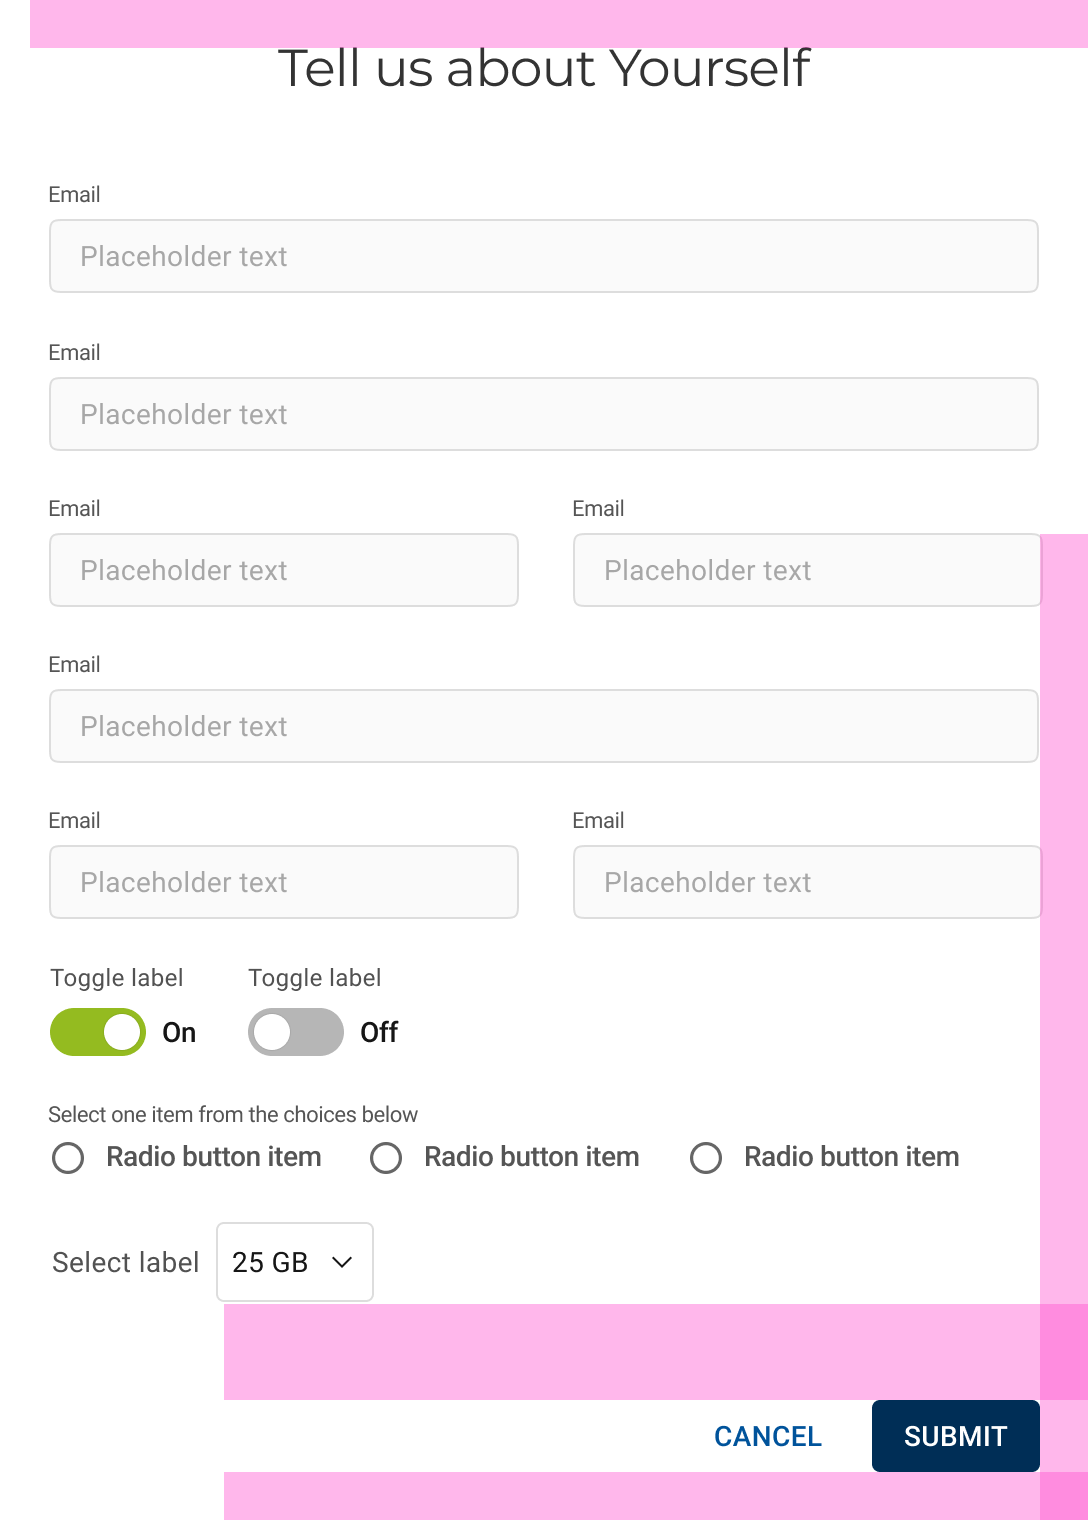 Tell us about Yourself
Email
Placeholder text
Email
Placeholder text
Email Email
Placeholder text Placeholder text
Email
Placeholder text
Email Email
Placeholder text Placeholder text
Toggle label Toggle label
On Off
Select one item from the choices below
Radio button item Radio button item Radio button item
Select label 25 GB
CANCEL SUBMIT